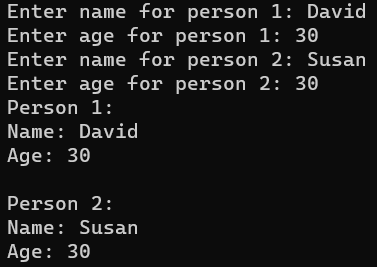 Enter name for person 1: David
Enter age for person 1: 30
Enter name for person 2: Susan
Enter age for person 2: 30
Person 1:
Name: David
Age: 30

Person 2:
Name: Susan
Age: 30